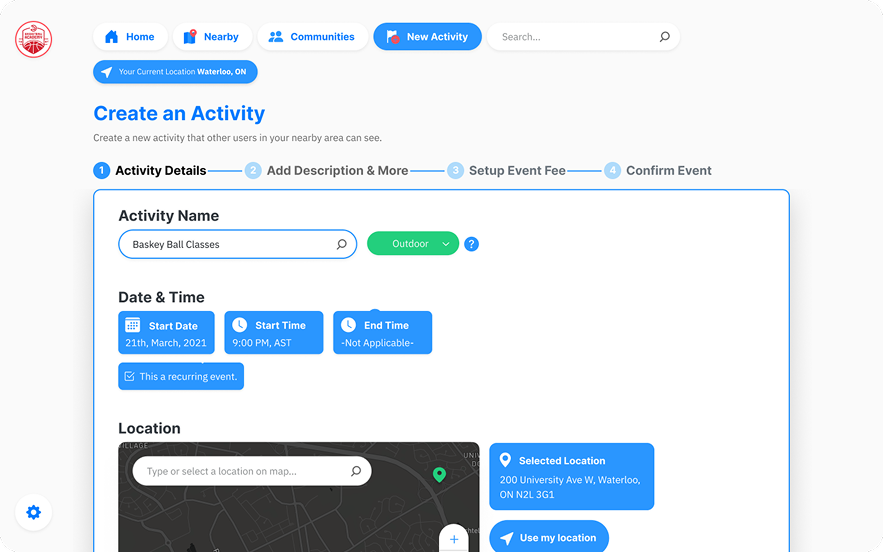 Home
Nearby
Communities
New Activity
Search...
Your Current Location Waterloo, ON
Create an Activity
Create a new activity that other users in your nearby area can see.
1 Activity Details
2 Add Description & More
3 Setup Event Fee
4 Confirm Event
Activity Name
Baskey Ball Classes
Outdoor
?
Date & Time
Start Date
21th, March, 2021
Start Time
9:00 PM, AST
End Time
-Not Applicable-
This a recurring event.
Location
Type or select a location on map...
+
Selected Location
200 University Ave W, Waterloo,
ON N2L 3G1
Use my location